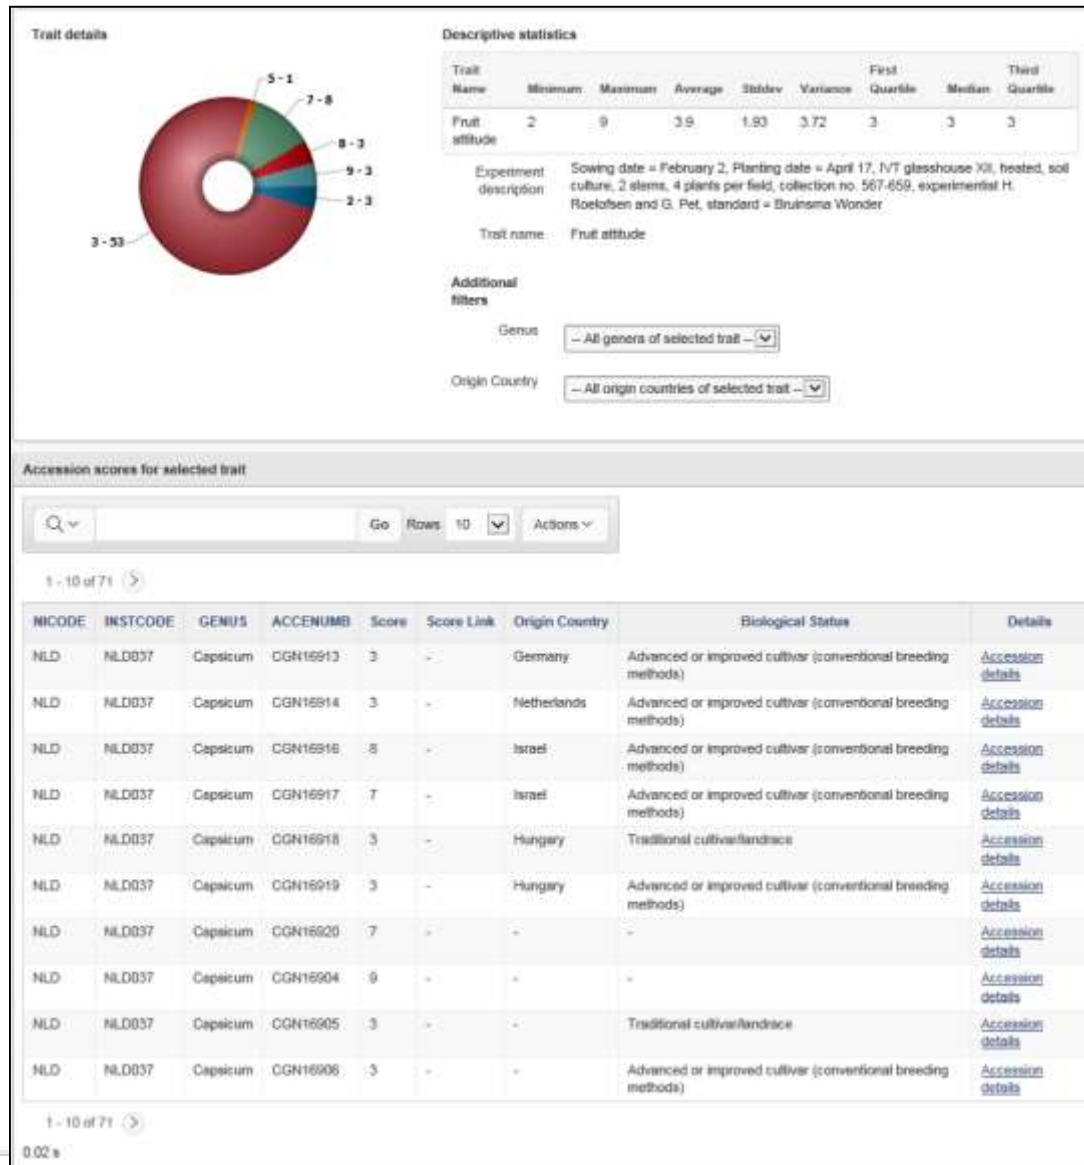 Trait details
5 - 1
7 - 8
8 - 3
9 - 3
2 - 3
3 - 53
Descriptive statistics
Trait Name Minimum Maximum Average Stddev Variance First Quartile Median Third Quartile
Fruit attitude 2 9 3.9 1.93 3.72 3 3 3
Experiment description Sowing date = February 2, Planting date = April 17, IVT glasshouse XII, heated, soil
culture, 2 stems, 4 plants per field, collection no. 567-659, experimentist H.
Roelofsen and G. Pet, standard = Bruinsma Wonder
Trait name Fruit attitude
Additional
filters
Genus -- All genera of selected trait --
Origin Country -- All origin countries of selected trait --
Accession scores for selected trait
Go Rows 10 Actions
1 - 10 of 71
NICODE INSTCODE GENUS ACCENUMB Score Score Link Origin Country Biological Status Details
NLD NLD037 Capsicum CGN16913 3 - Germany Advanced or improved cultivar (conventional breeding methods) Accession details
NLD NLD037 Capsicum CGN16914 3 - Netherlands Advanced or improved cultivar (conventional breeding methods) Accession details
NLD NLD037 Capsicum CGN16916 8 - Israel Advanced or improved cultivar (conventional breeding methods) Accession details
NLD NLD037 Capsicum CGN16917 7 - Israel Advanced or improved cultivar (conventional breeding methods) Accession details
NLD NLD037 Capsicum CGN16918 3 - Hungary Traditional cultivar/landrace Accession details
NLD NLD037 Capsicum CGN16919 3 - Hungary Advanced or improved cultivar (conventional breeding methods) Accession details
NLD NLD037 Capsicum CGN16920 7 - - - Accession details
NLD NLD037 Capsicum CGN16904 9 - - - Accession details
NLD NLD037 Capsicum CGN16905 3 - - Traditional cultivar/landrace Accession details
NLD NLD037 Capsicum CGN16906 3 - - Advanced or improved cultivar (conventional breeding methods) Accession details
1 - 10 of 71
0.02 s